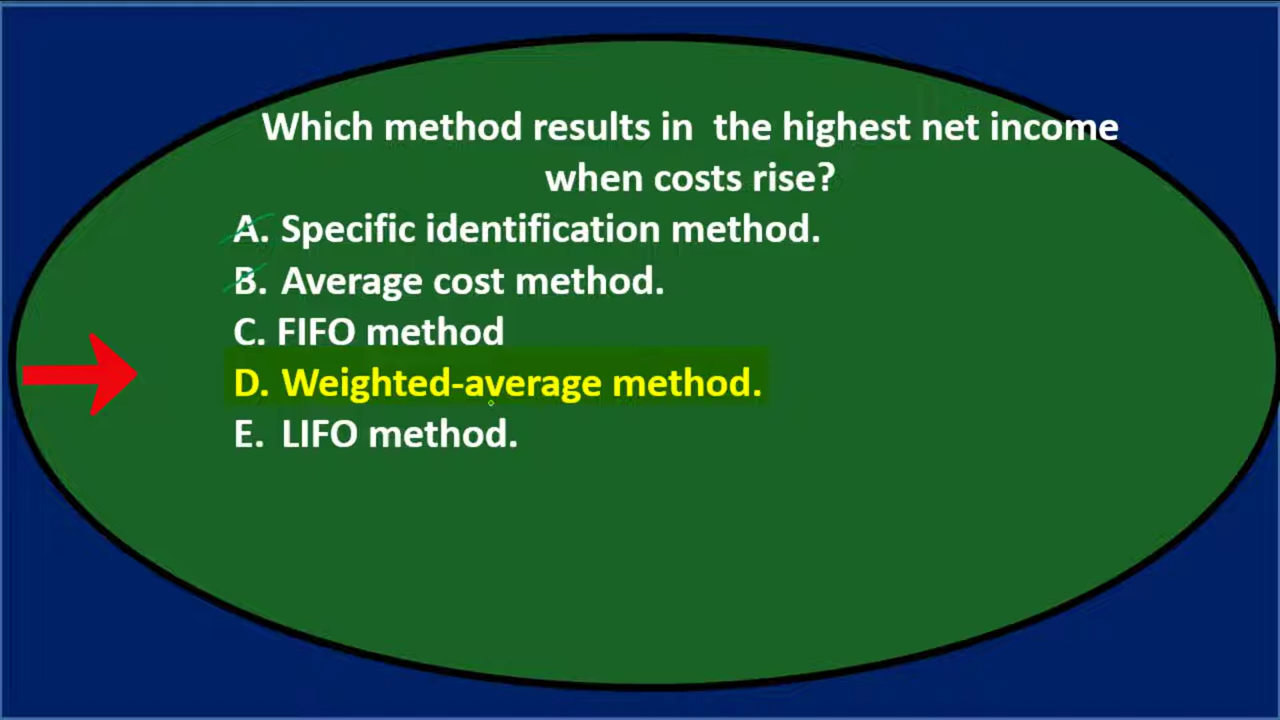 Which method results in the highest net income
when costs rise?
A. Specific identification method.
B. Average cost method.
C. FIFO method
D. Weighted-average method.
E. LIFO method.